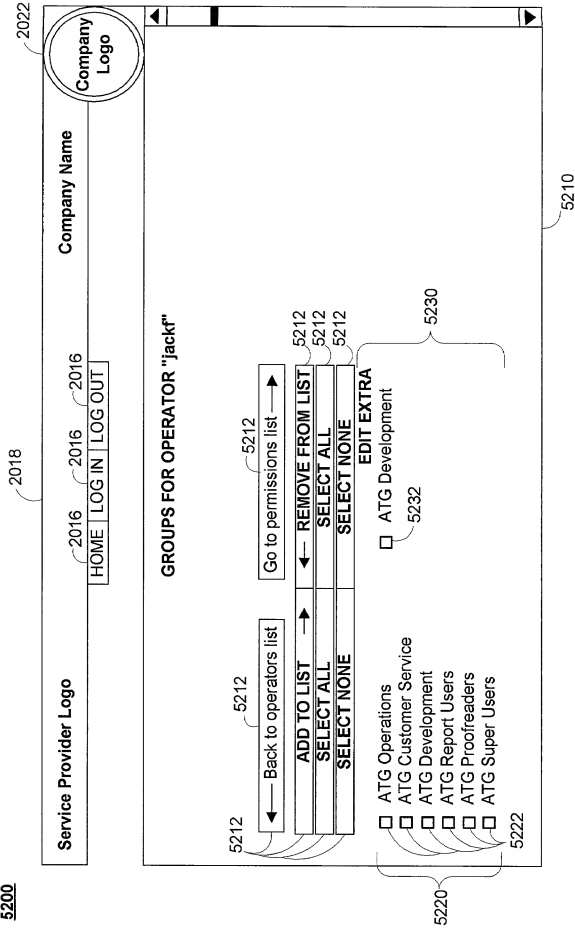 5200
2018
2022
Service Provider Logo
Company Name
Company Logo
2016 2016 2016
HOME LOG IN LOG OUT
GROUPS FOR OPERATOR "jackf"
5212 5212
5212
Back to operators list Go to permissions list
ADD TO LIST REMOVE FROM LIST 5212
SELECT ALL SELECT ALL 5212
SELECT NONE SELECT NONE 5212
EDIT EXTRA
ATG Operations ATG Development
ATG Customer Service 5232
ATG Development
ATG Report Users
ATG Proofreaders
ATG Super Users
5222
5220
5230
5210